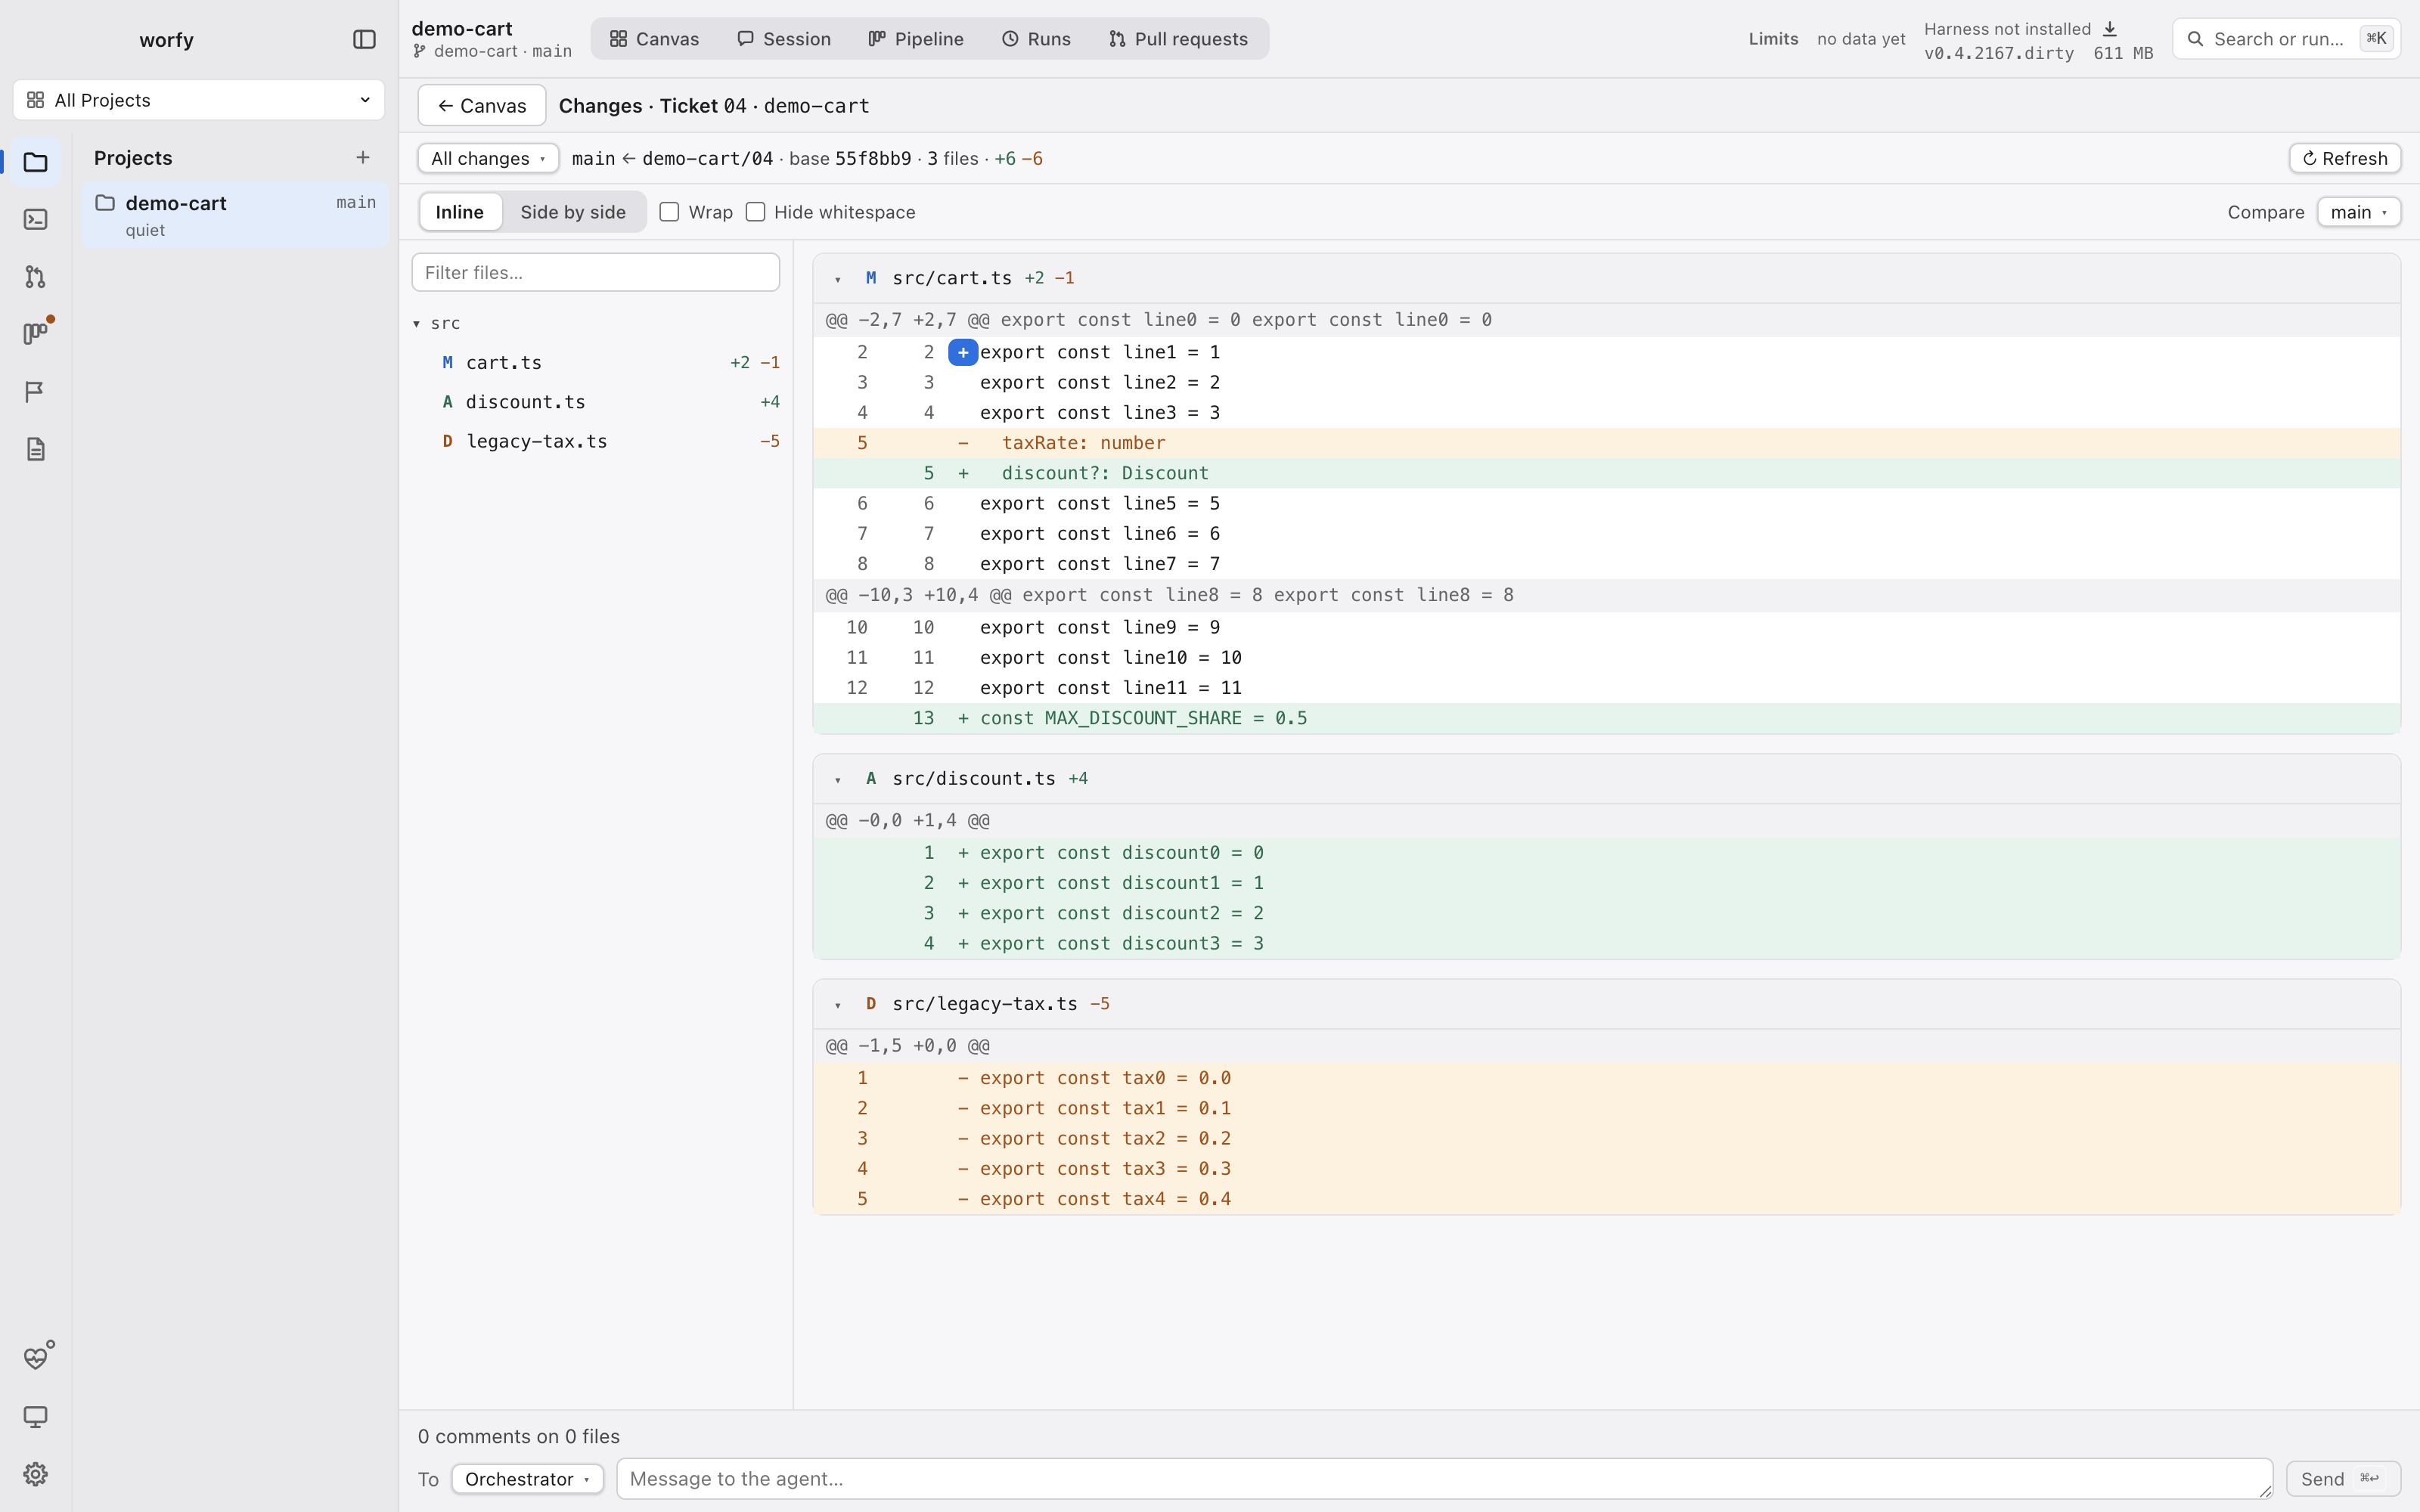 worfy
All Projects
Projects
demo-cart main
quiet
demo-cart
demo-cart · main
Canvas Session Pipeline Runs Pull requests
Limits no data yet
Harness not installed
v0.4.2167.dirty 611 MB
Search or run... ⌘K
← Canvas Changes · Ticket 04 · demo-cart
All changes main ← demo-cart/04 · base 55f8bb9 · 3 files · +6 −6 Refresh
Inline Side by side Wrap Hide whitespace Compare main
Filter files...
src
M cart.ts +2 −1
A discount.ts +4
D legacy-tax.ts −5
M src/cart.ts +2 −1
@@ −2,7 +2,7 @@ export const line0 = 0 export const line0 = 0
2 2 + export const line1 = 1
3 3 export const line2 = 2
4 4 export const line3 = 3
5 − taxRate: number
5 + discount?: Discount
6 6 export const line5 = 5
7 7 export const line6 = 6
8 8 export const line7 = 7
@@ −10,3 +10,4 @@ export const line8 = 8 export const line8 = 8
10 10 export const line9 = 9
11 11 export const line10 = 10
12 12 export const line11 = 11
13 + const MAX_DISCOUNT_SHARE = 0.5
A src/discount.ts +4
@@ −0,0 +1,4 @@
1 + export const discount0 = 0
2 + export const discount1 = 1
3 + export const discount2 = 2
4 + export const discount3 = 3
D src/legacy-tax.ts −5
@@ −1,5 +0,0 @@
1 − export const tax0 = 0.0
2 − export const tax1 = 0.1
3 − export const tax2 = 0.2
4 − export const tax3 = 0.3
5 − export const tax4 = 0.4
0 comments on 0 files
To Orchestrator Message to the agent... Send ⌘↩